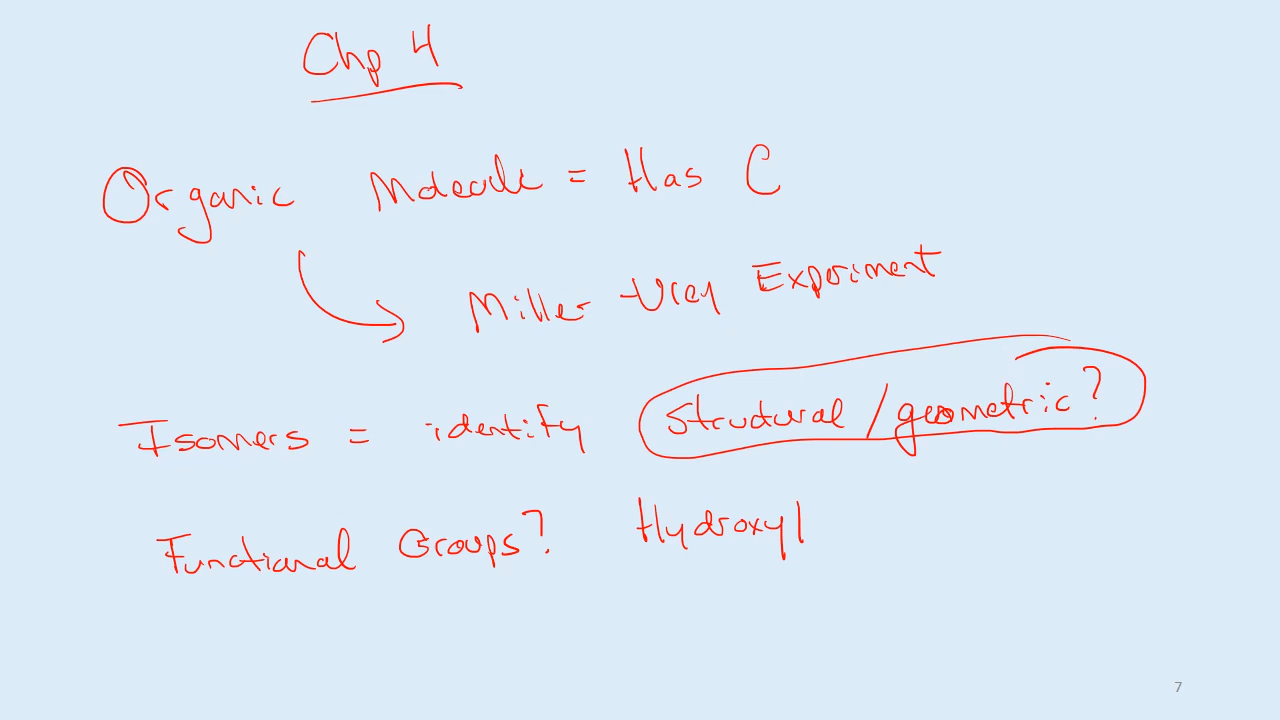 Chp 4
Organic Molecule = Has C
Miller-Urey Experiment
Isomers = identify structural / geometric?
Functional Groups? Hydroxyl
7